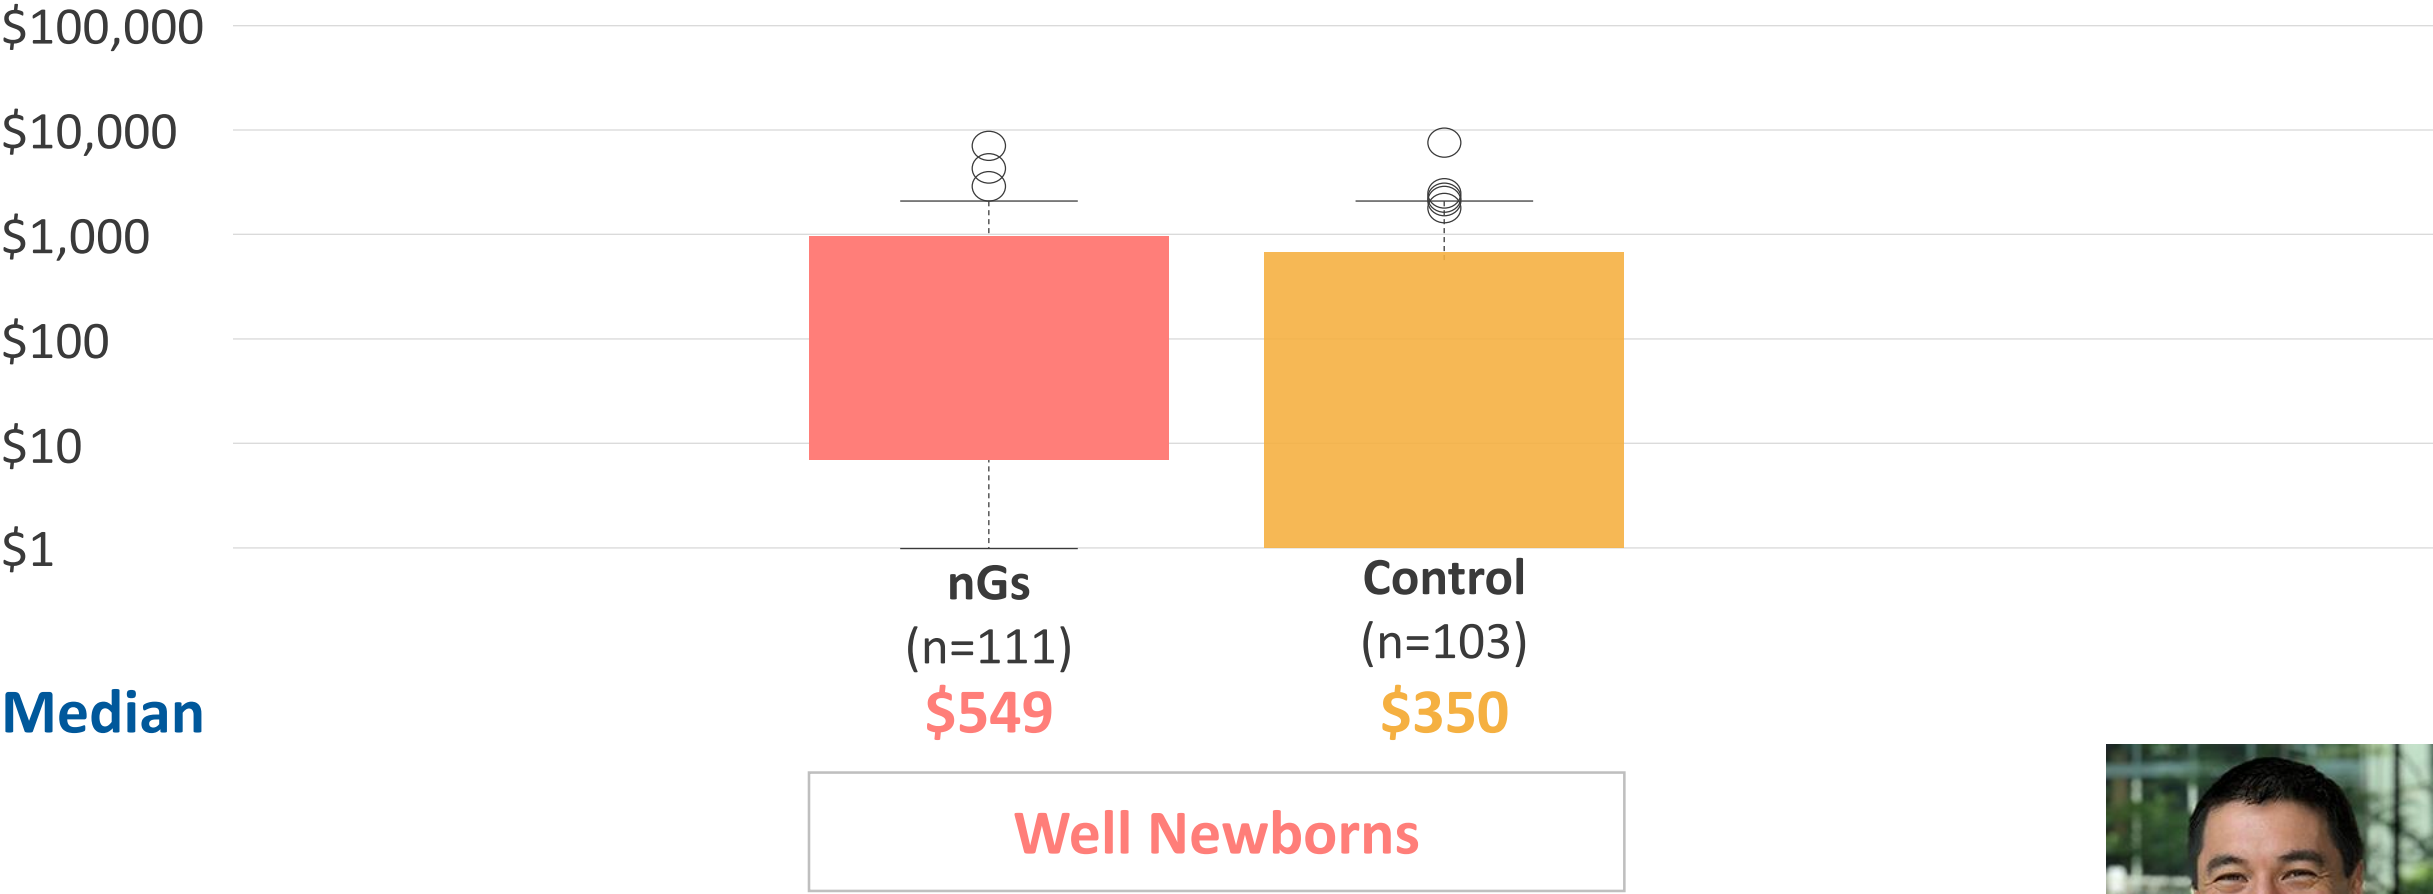 $100,000
$10,000
$1,000
$100
$10
$1
nGs
(n=111)
Control
(n=103)
Median $549 $350
Well Newborns